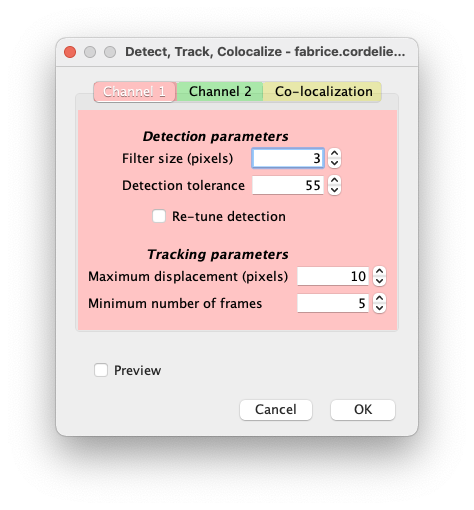 Detect, Track, Colocalize - fabrice.cordelie...
Channel 1 Channel 2 Co-localization
Detection parameters
Filter size (pixels) 3
Detection tolerance 55
Re-tune detection
Tracking parameters
Maximum displacement (pixels) 10
Minimum number of frames 5
Preview
Cancel OK